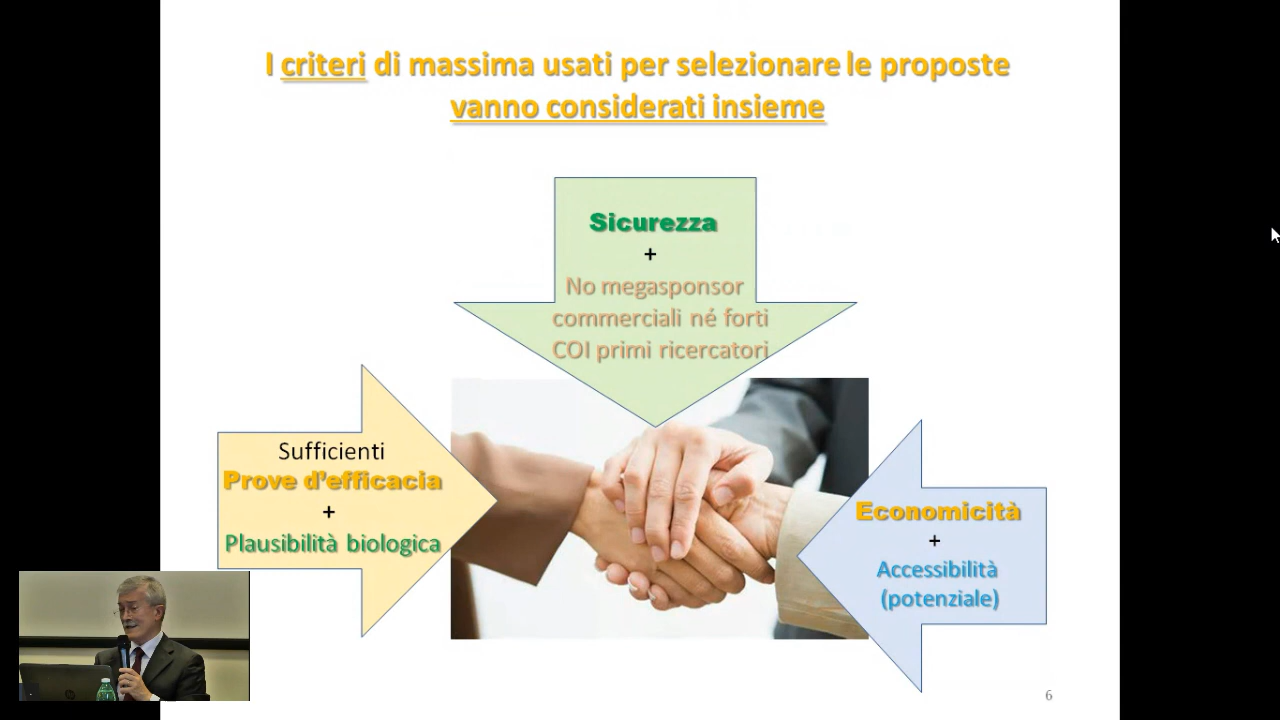 I criteri di massima usati per selezionare le proposte
vanno considerati insieme
Sicurezza
+
No megasponsor
commerciali né forti
COI primi ricercatori
Sufficienti
Prove d'efficacia
+
Plausibilità biologica
Economicità
+
Accessibilità
(potenziale)
6